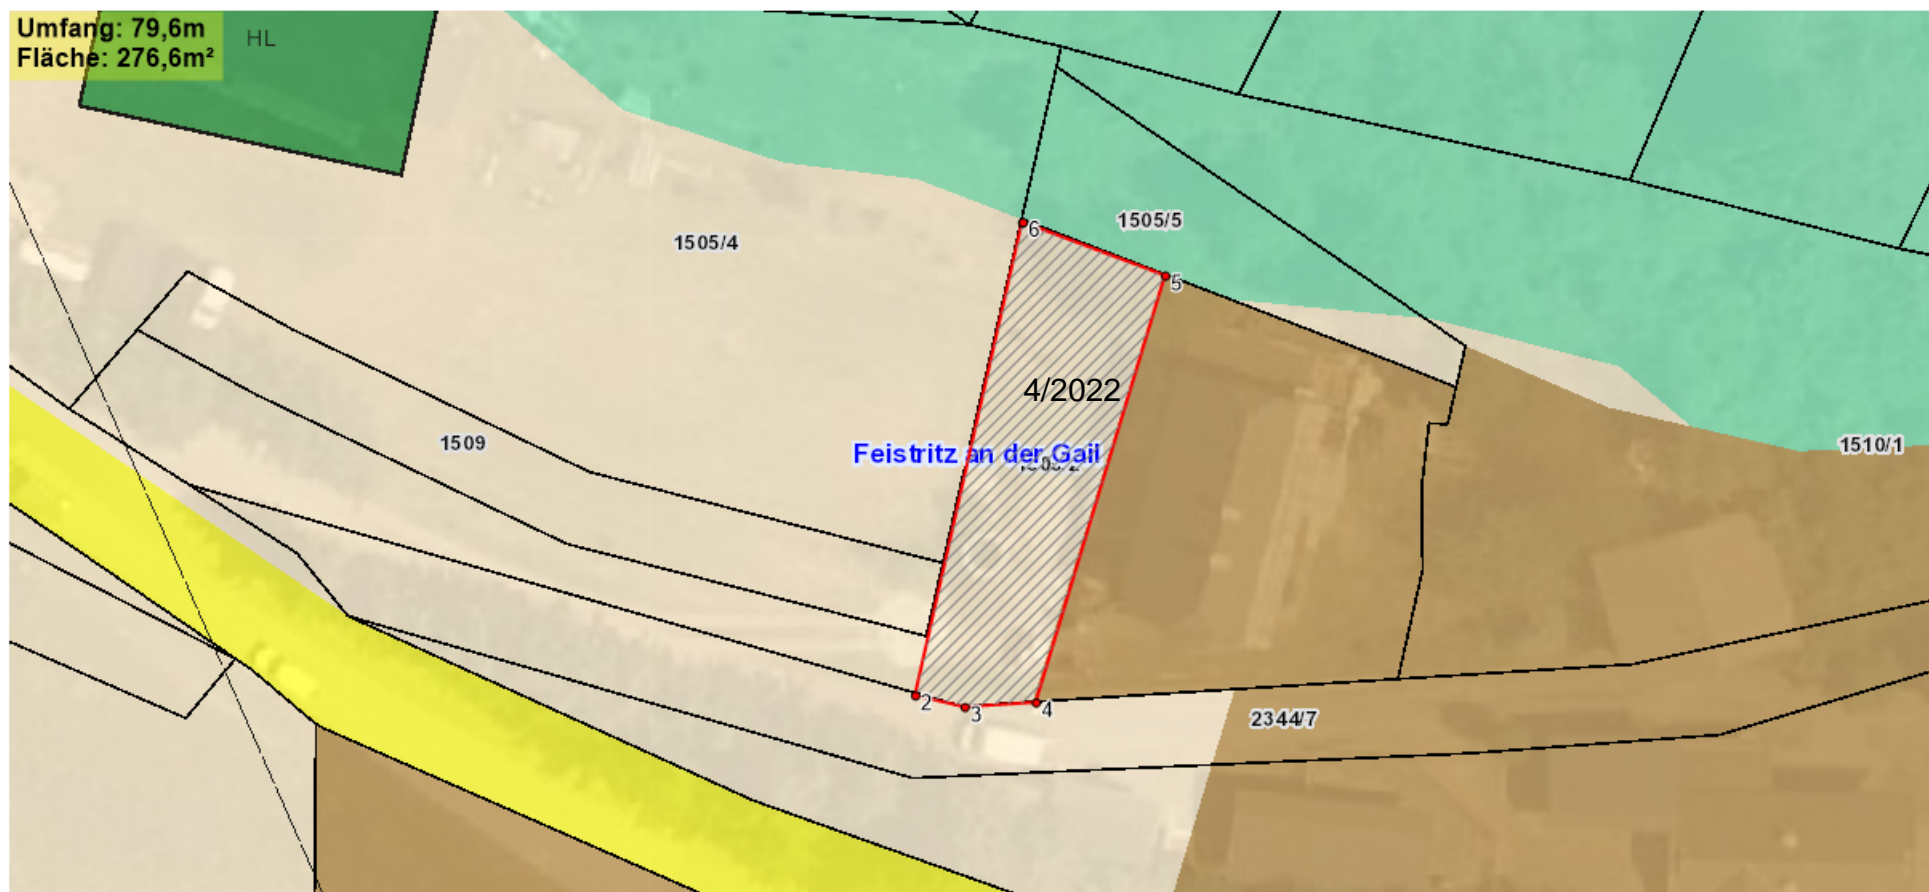 Umfang: 79,6m
Fläche: 276,6m²
HL
1505/4
6
1505/5
5
4/2022
1509
Feistritz an der Gail
1510/1
2
3
4
2344/7